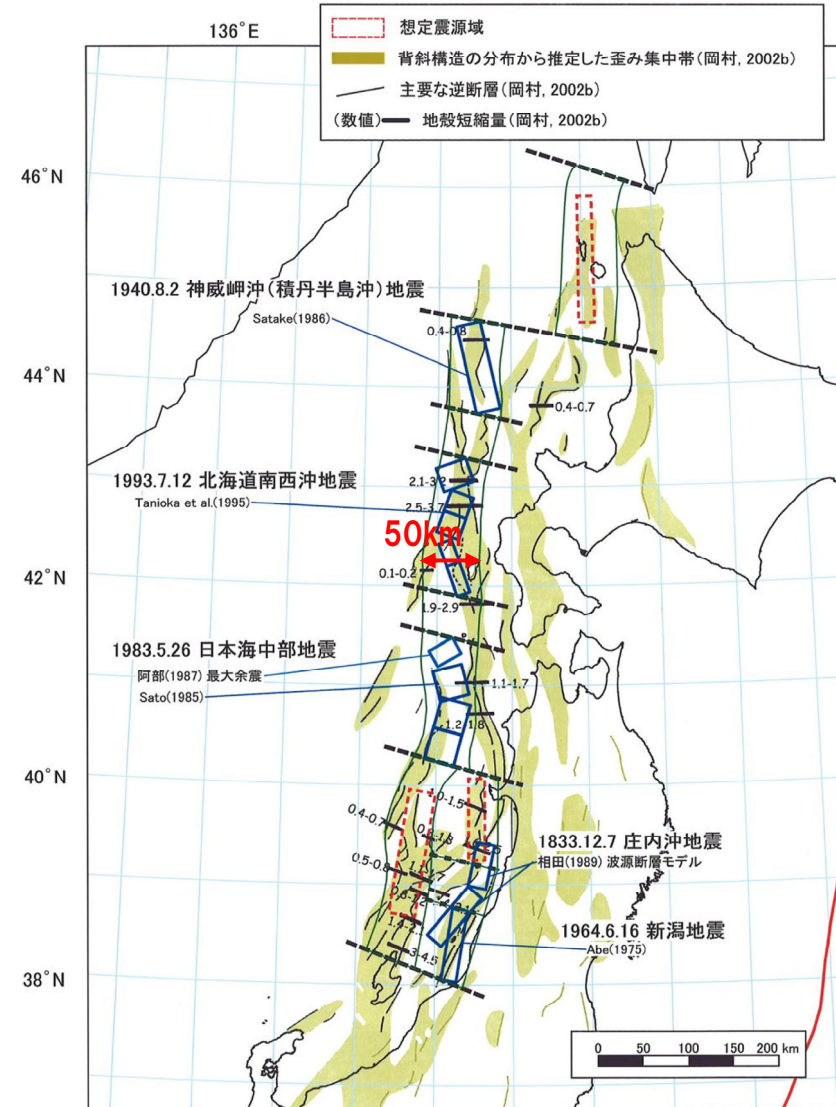 136°E
想定震源域
背斜構造の分布から推定した歪み集中帯(岡村, 2002b)
主要な逆断層(岡村, 2002b)
(数値) 地殻短縮量(岡村, 2002b)
46°N
1940.8.2 神威岬沖(積丹半島沖)地震
Satake(1986)
0.4-0.8
44°N
0.4-0.7
1993.7.12 北海道南西沖地震
Tanioka et al.(1995)
2.1-3.2
2.5-3.7
50km
42°N
0.1-0.2
1.9-2.9
1983.5.26 日本海中部地震
阿部(1987) 最大余震
Sato(1985)
1.1-1.7
1.2-1.8
40°N
1.0-1.5
0.4-0.7
1833.12.7 庄内沖地震
相田(1989) 波源断層モデル
0.5-0.8
1964.6.16 新潟地震
Abe(1975)
3-4.5
38°N
0 50 100 150 200 km